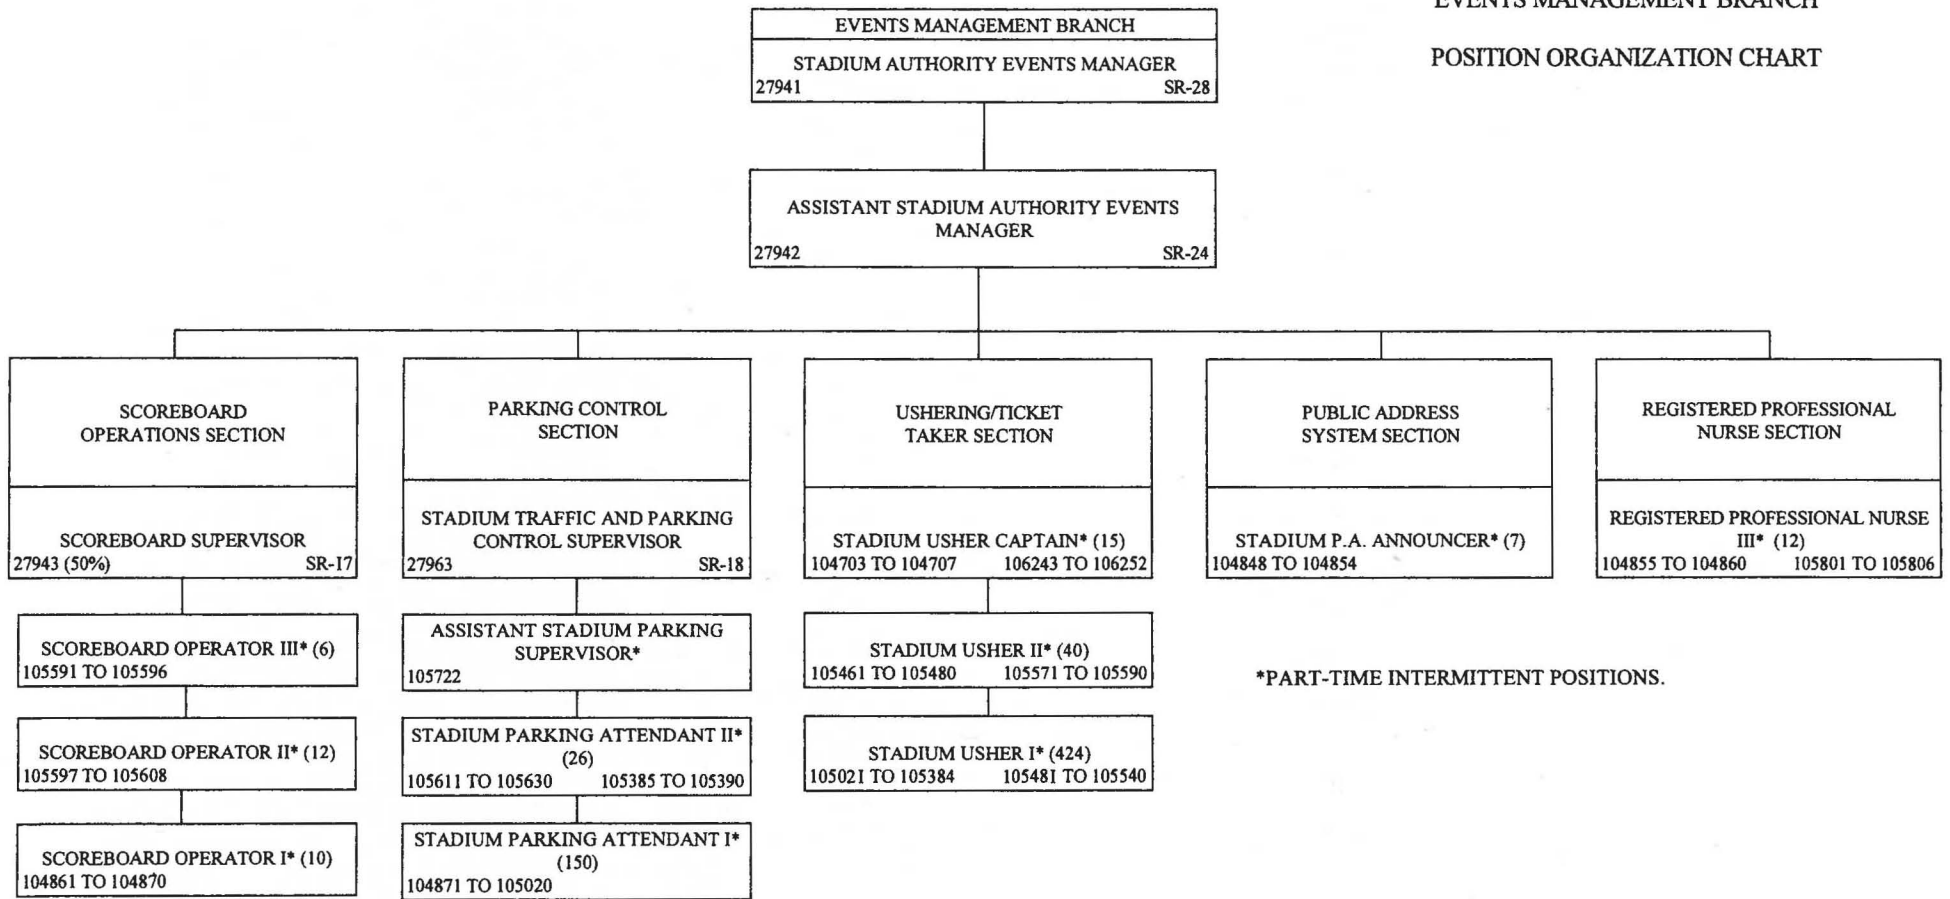 EVENTS MANAGEMENT BRANCH
POSITION ORGANIZATION CHART
EVENTS MANAGEMENT BRANCH
STADIUM AUTHORITY EVENTS MANAGER
27941 SR-28
ASSISTANT STADIUM AUTHORITY EVENTS
MANAGER
27942 SR-24
SCOREBOARD
OPERATIONS SECTION
SCOREBOARD SUPERVISOR
27943 (50%) SR-17
SCOREBOARD OPERATOR III* (6)
105591 TO 105596
SCOREBOARD OPERATOR II* (12)
105597 TO 105608
SCOREBOARD OPERATOR I* (10)
104861 TO 104870
PARKING CONTROL
SECTION
STADIUM TRAFFIC AND PARKING
CONTROL SUPERVISOR
27963 SR-18
ASSISTANT STADIUM PARKING
SUPERVISOR*
105722
STADIUM PARKING ATTENDANT II*
(26)
105611 TO 105630 105385 TO 105390
STADIUM PARKING ATTENDANT I*
(150)
104871 TO 105020
USHERING/TICKET
TAKER SECTION
STADIUM USHER CAPTAIN* (15)
104703 TO 104707 106243 TO 106252
STADIUM USHER II* (40)
105461 TO 105480 105571 TO 105590
STADIUM USHER I* (424)
105021 TO 105384 105481 TO 105540
PUBLIC ADDRESS
SYSTEM SECTION
STADIUM P.A. ANNOUNCER* (7)
104848 TO 104854
REGISTERED PROFESSIONAL
NURSE SECTION
REGISTERED PROFESSIONAL NURSE
III* (12)
104855 TO 104860 105801 TO 105806
*PART-TIME INTERMITTENT POSITIONS.